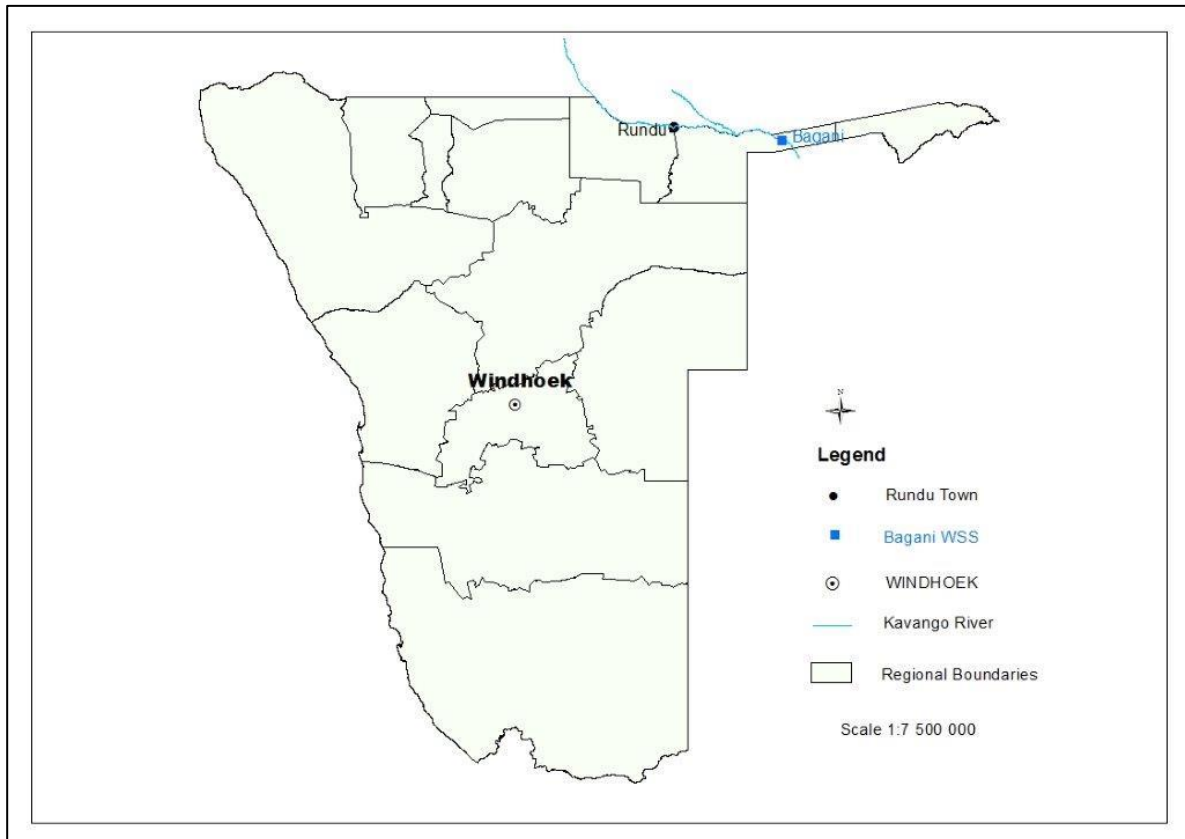 Rundu
Bagani
Windhoek
N
Legend
Rundu Town
Bagani WSS
WINDHOEK
Kavango River
Regional Boundaries
Scale 1:7 500 000